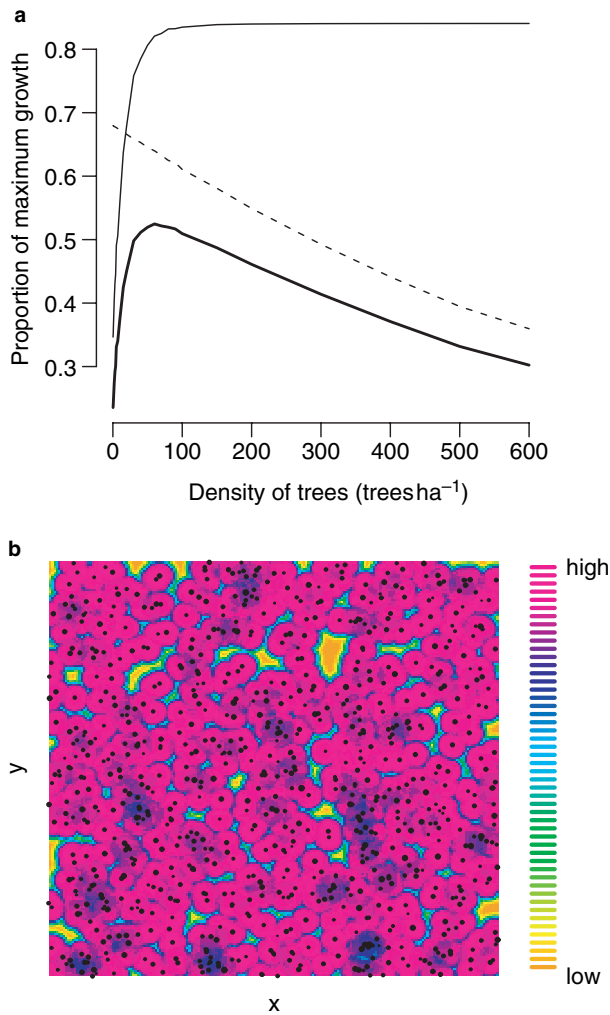 a
Proportion of maximum growth
0.8
0.7
0.6
0.5
0.4
0.3
0 100 200 300 400 500 600
Density of trees (trees ha⁻¹)
b
high
low
y
x